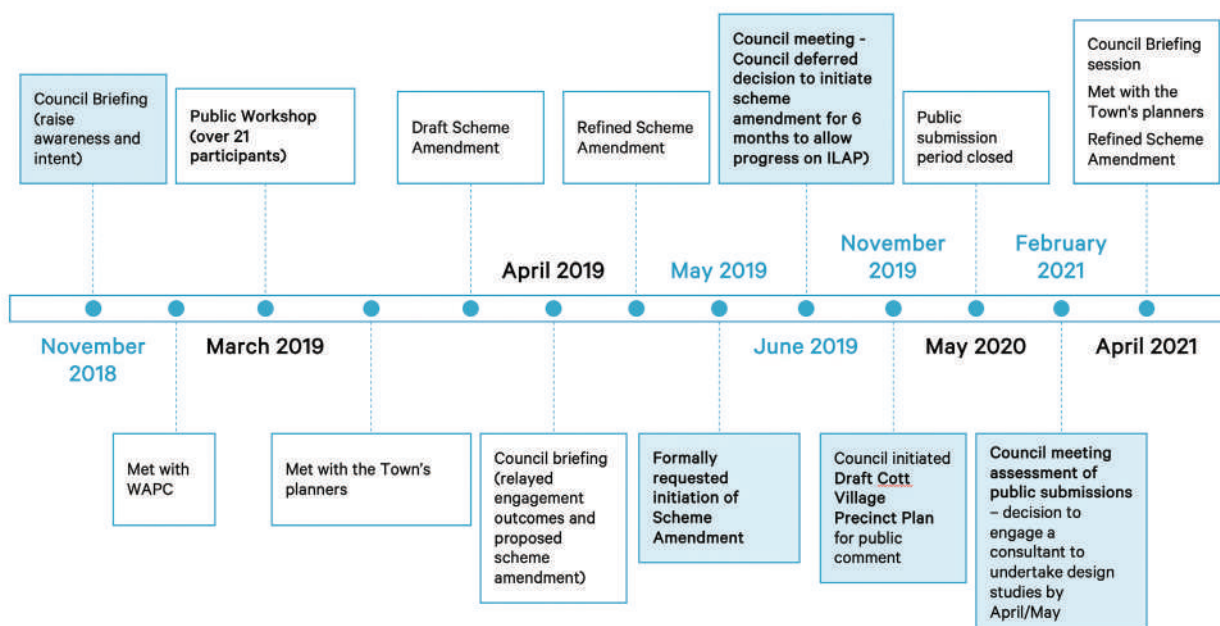 Council Briefing
(raise
awareness and
intent)
Public Workshop
(over 21
participants)
Draft Scheme
Amendment
Refined Scheme
Amendment
Council meeting -
Council deferred
decision to initiate
scheme
amendment for 6
months to allow
progress on ILAP)
Public
submission
period closed
Council Briefing
session
Met with the
Town's planners
Refined Scheme
Amendment
April 2019
May 2019
November
2019
February
2021
November
2018
March 2019
June 2019
May 2020
April 2021
Met with
WAPC
Met with the Town's
planners
Council briefing
(relayed
engagement
outcomes and
proposed
scheme
amendment)
Formally
requested
initiation of
Scheme
Amendment
Council initiated
Draft Cott
Village
Precinct Plan
for public
comment
Council meeting
assessment of
public submissions
– decision to
engage a
consultant to
undertake design
studies by
April/May